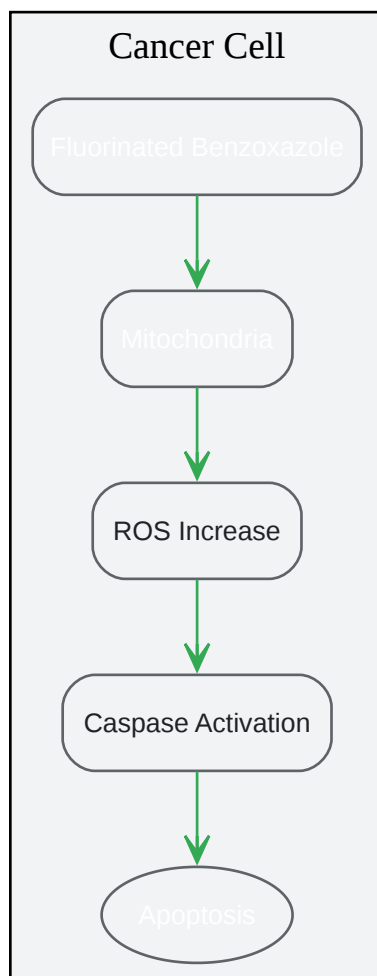 Cancer Cell
Fluorinated Benzoxazole
Mitochondria
ROS Increase
Caspase Activation
Apoptosis